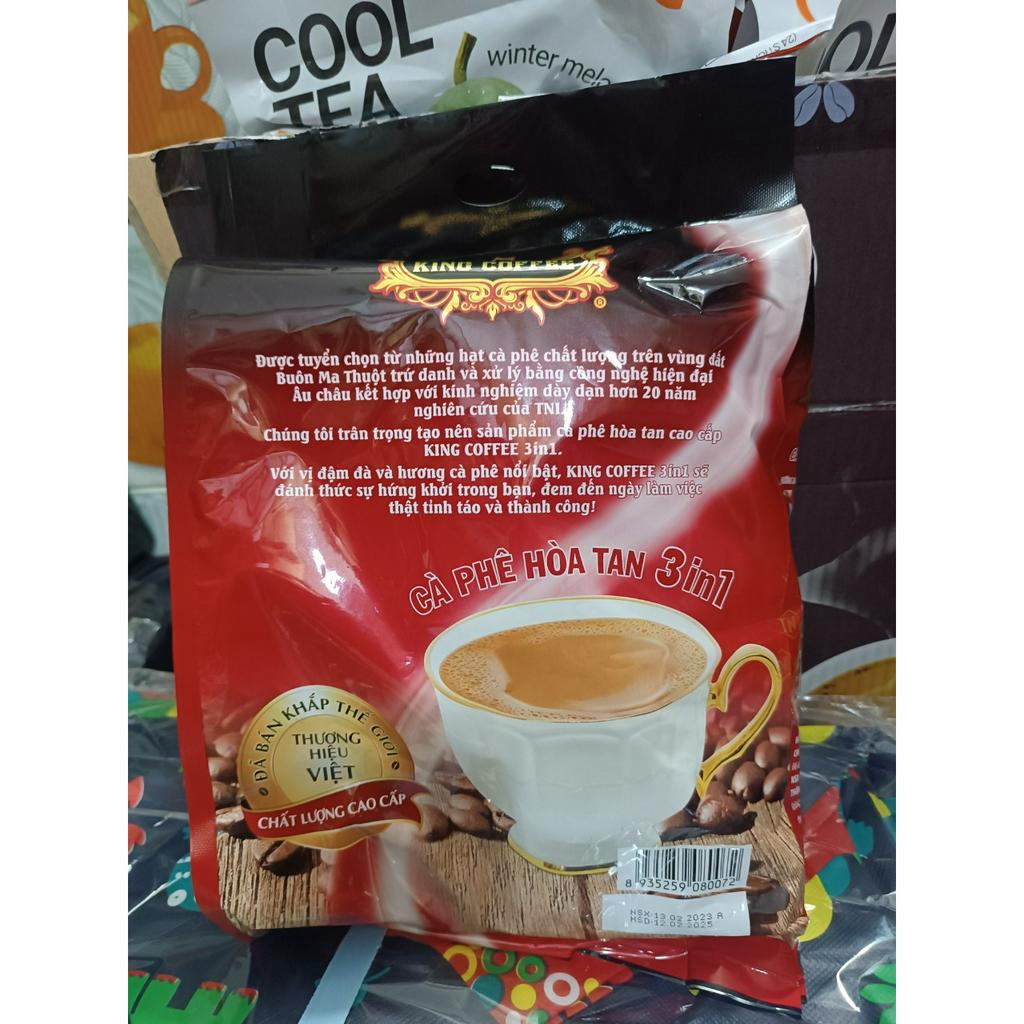 COOL
TEA
winter
KING COFFEE
®
Được tuyển chọn từ những hạt cà phê chất lượng trên vùng đất
Buôn Ma Thuột trứ danh và xử lý bằng công nghệ hiện đại
Âu châu kết hợp với kinh nghiệm dày dạn hơn 20 năm
nghiên cứu của TNI.
Chúng tôi trân trọng tạo nên sản phẩm cà phê hòa tan cao cấp
KING COFFEE 3in1.
Với vị đậm đà và hương cà phê nổi bật, KING COFFEE 3in1 sẽ
đánh thức sự hứng khởi trong bạn, đem đến ngày làm việc
thật tỉnh táo và thành công!
CÀ PHÊ HÒA TAN 3in1
ĐÃ BÁN KHẮP THẾ GIỚI
THƯƠNG
HIỆU
VIỆT
CHẤT LƯỢNG CAO CẤP
8 935259 080072
NSX:13 02 2023 A
HSD:12 02 2025